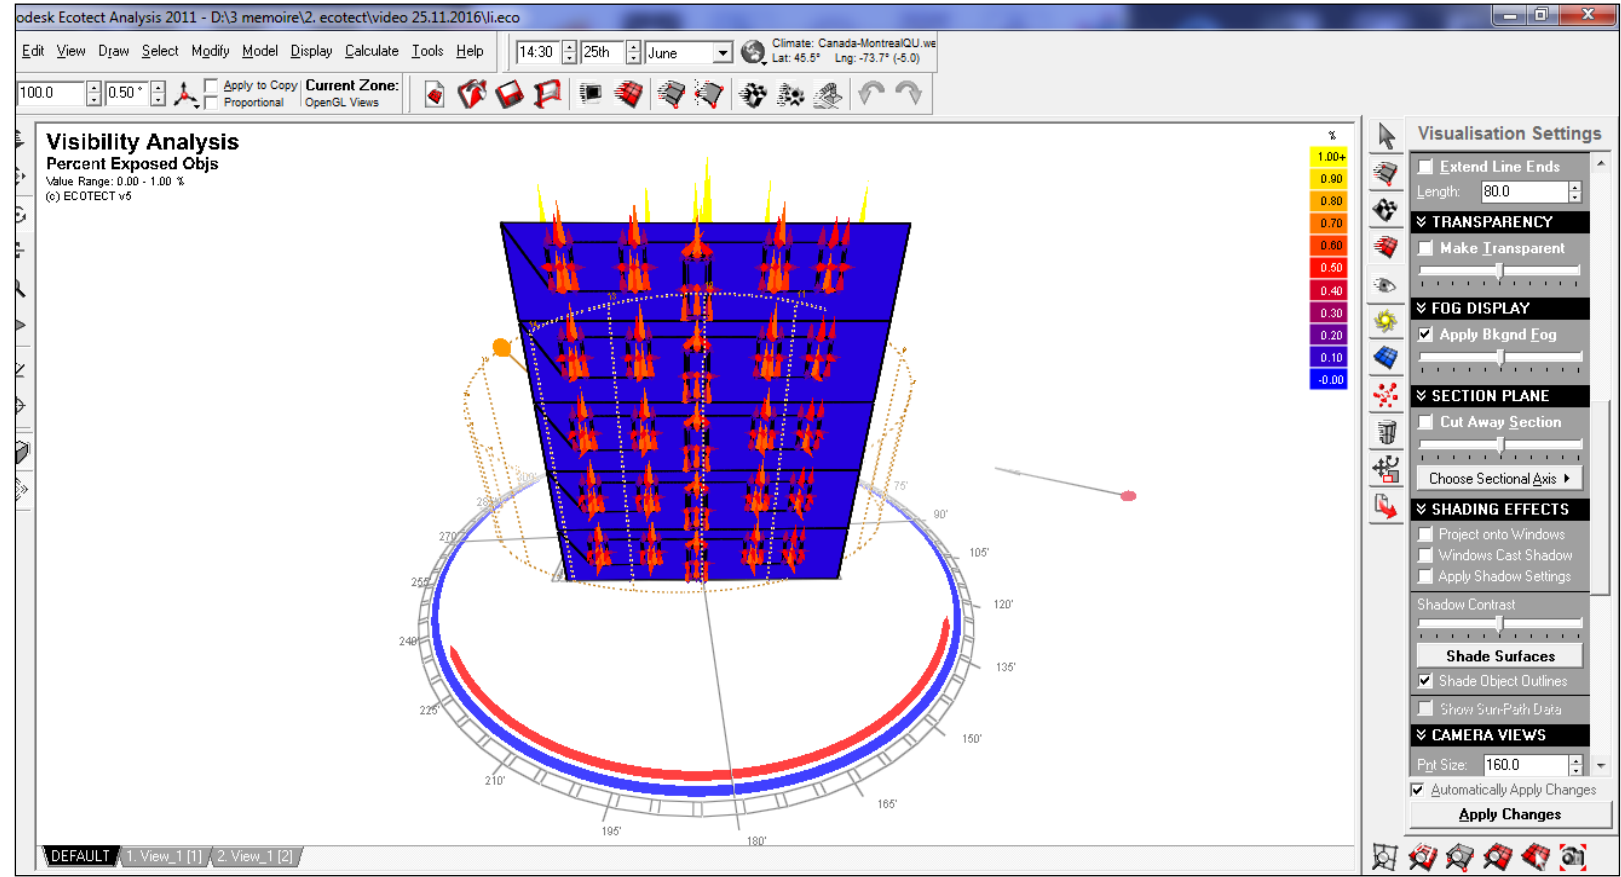 odesk Ecotect Analysis 2011 - D:\3 memoire\2. ecotect\video 25.11.2016\li.eco
Edit View Draw Select Modify Model Display Calculate Tools Help
14:30 25th June
Climate: Canada-MontrealQU.we
Lat: 45.5° Lng: -73.7° (-5.0)
100.0 0.50 °
Apply to Copy
Proportional
Current Zone:
OpenGL Views
Visibility Analysis
Percent Exposed Objs
Value Range: 0.00 - 1.00 %
(c) ECOTECT v5
%
1.00+
0.90
0.80
0.70
0.60
0.50
0.40
0.30
0.20
0.10
-0.00
75°
90°
105°
120°
135°
150°
165°
180°
195°
210°
225°
240°
255°
270°
DEFAULT 1. View_1 [1] 2. View_1 [2]
Visualisation Settings
Extend Line Ends
Length: 80.0
TRANSPARENCY
Make Transparent
FOG DISPLAY
Apply Bkgnd Fog
SECTION PLANE
Cut Away Section
Choose Sectional Axis
SHADING EFFECTS
Project onto Windows
Windows Cast Shadow
Apply Shadow Settings
Shadow Contrast
Shade Surfaces
Shade Object Outlines
Show Sun-Path Data
CAMERA VIEWS
Pnt Size: 160.0
Automatically Apply Changes
Apply Changes